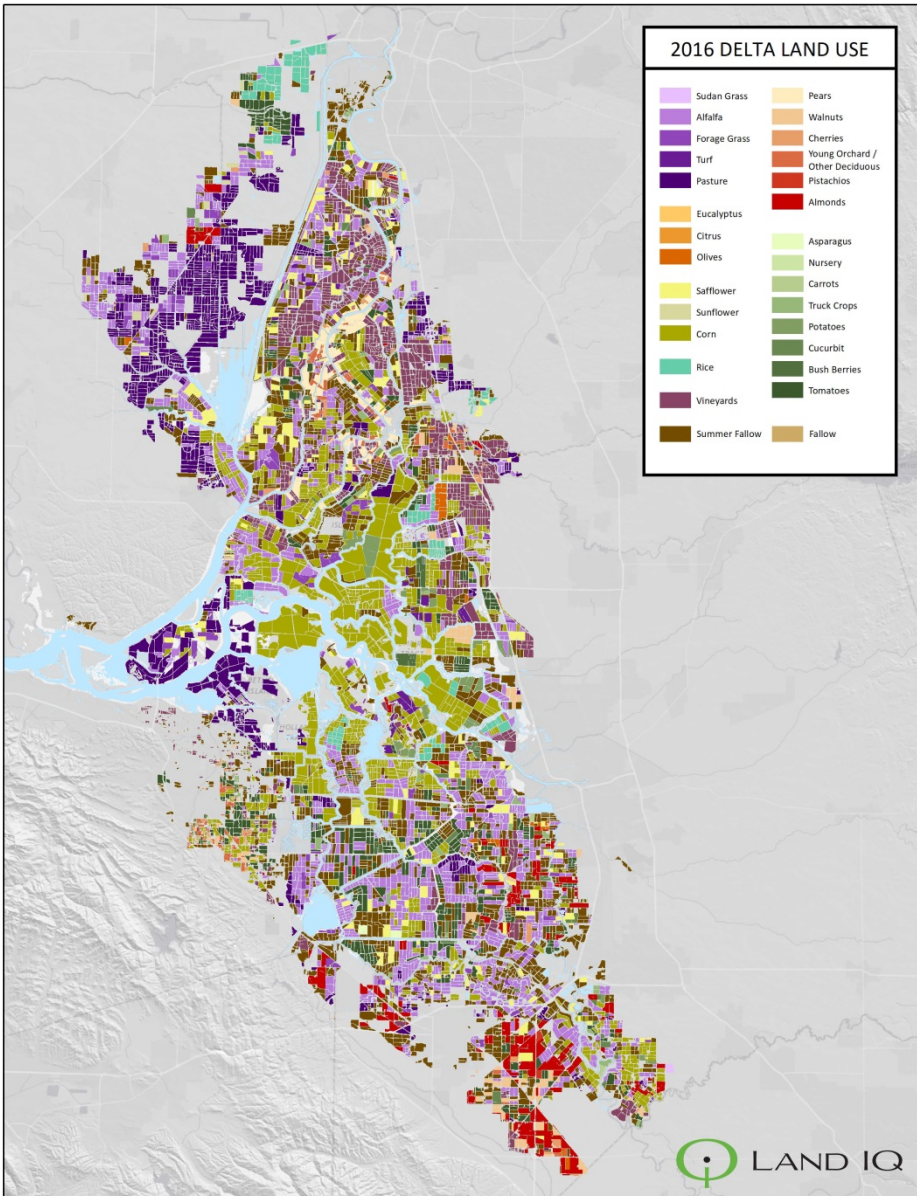 2016 DELTA LAND USE
Sudan Grass
Alfalfa
Forage Grass
Turf
Pasture
Eucalyptus
Citrus
Olives
Safflower
Sunflower
Corn
Rice
Vineyards
Summer Fallow
Pears
Walnuts
Cherries
Young Orchard /
Other Deciduous
Pistachios
Almonds
Asparagus
Nursery
Carrots
Truck Crops
Potatoes
Cucurbit
Bush Berries
Tomatoes
Fallow
LAND IQ